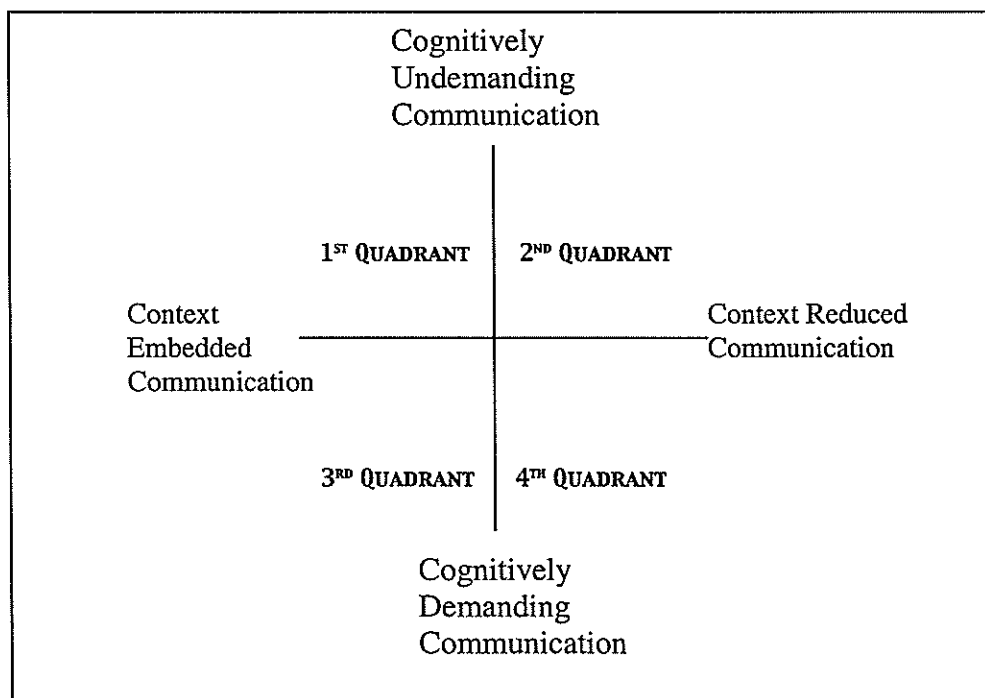 Cognitively
Undemanding
Communication
1ST QUADRANT
2ND QUADRANT
Context
Embedded
Communication
Context Reduced
Communication
3RD QUADRANT
4TH QUADRANT
Cognitively
Demanding
Communication